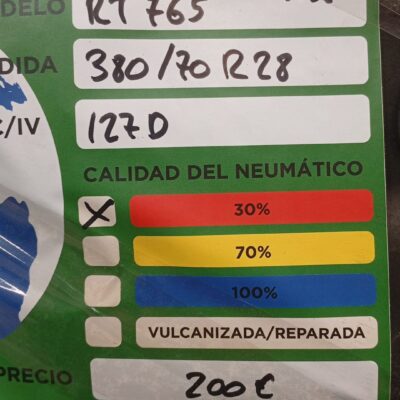 DELO RT 765
DIDA 380/70 R28
C/IV 127D
CALIDAD DEL NEUMÁTICO
X 30%
70%
100%
VULCANIZADA/REPARADA
PRECIO 200 €